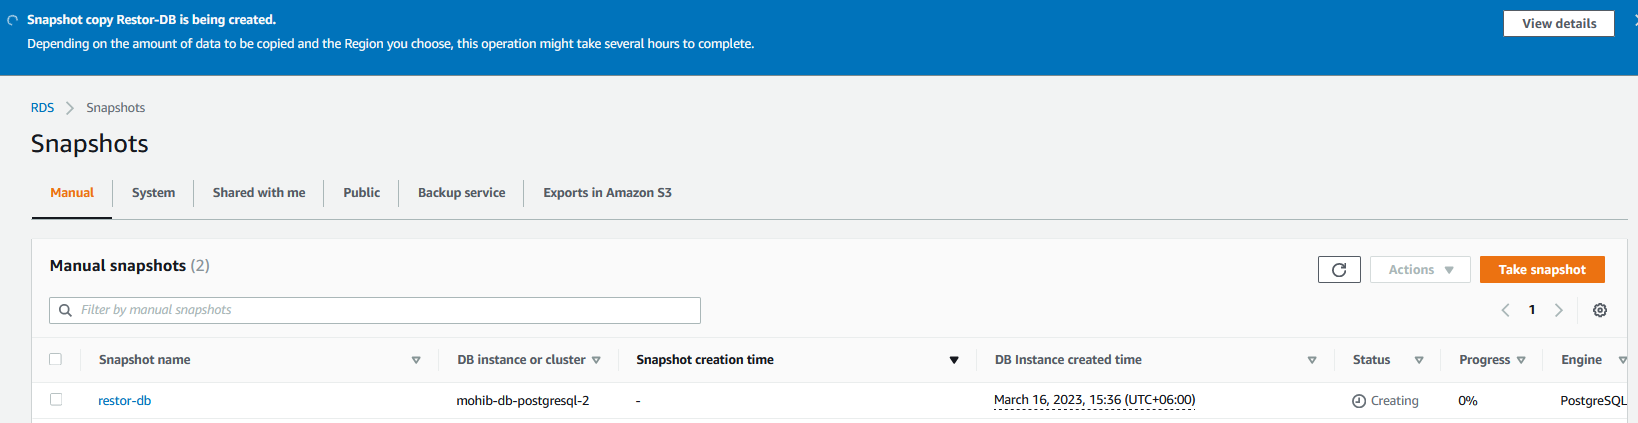 Snapshot copy Restor-DB is being created.
View details
Depending on the amount of data to be copied and the Region you choose, this operation might take several hours to complete.
RDS Snapshots
Snapshots
Manual System Shared with me Public Backup service Exports in Amazon S3
Manual snapshots (2)
Actions Take snapshot
Filter by manual snapshots
1
Snapshot name DB instance or cluster Snapshot creation time DB Instance created time Status Progress Engine
restor-db mohib-db-postgresql-2 - March 16, 2023, 15:36 (UTC+06:00) Creating 0% PostgreSQL